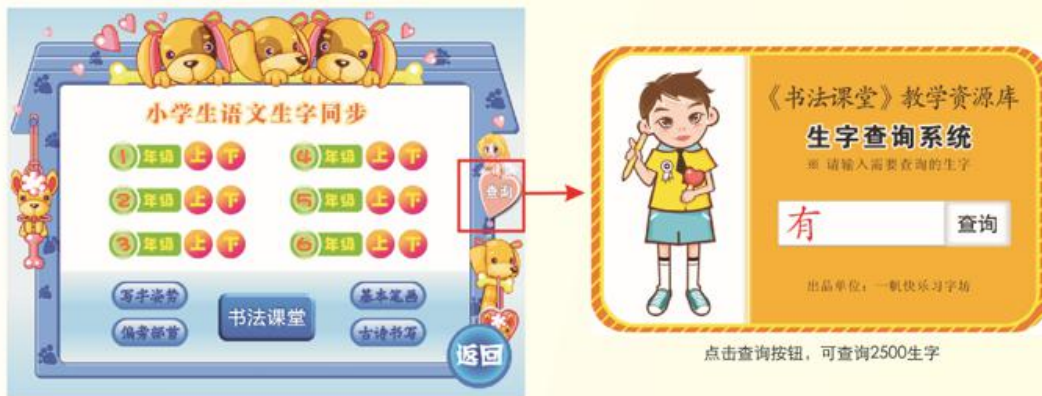 小学生语文生字同步
1年级 上 下
4年级 上 下
2年级 上 下
5年级 上 下
3年级 上 下
6年级 上 下
查询
写字姿势
基本笔画
书法课堂
偏旁部首
古诗书写
返回
《书法课堂》教学资源库
生字查询系统
※ 请输入需要查询的生字
有
查询
出品单位：一帆快乐习字坊
点击查询按钮，可查询2500生字